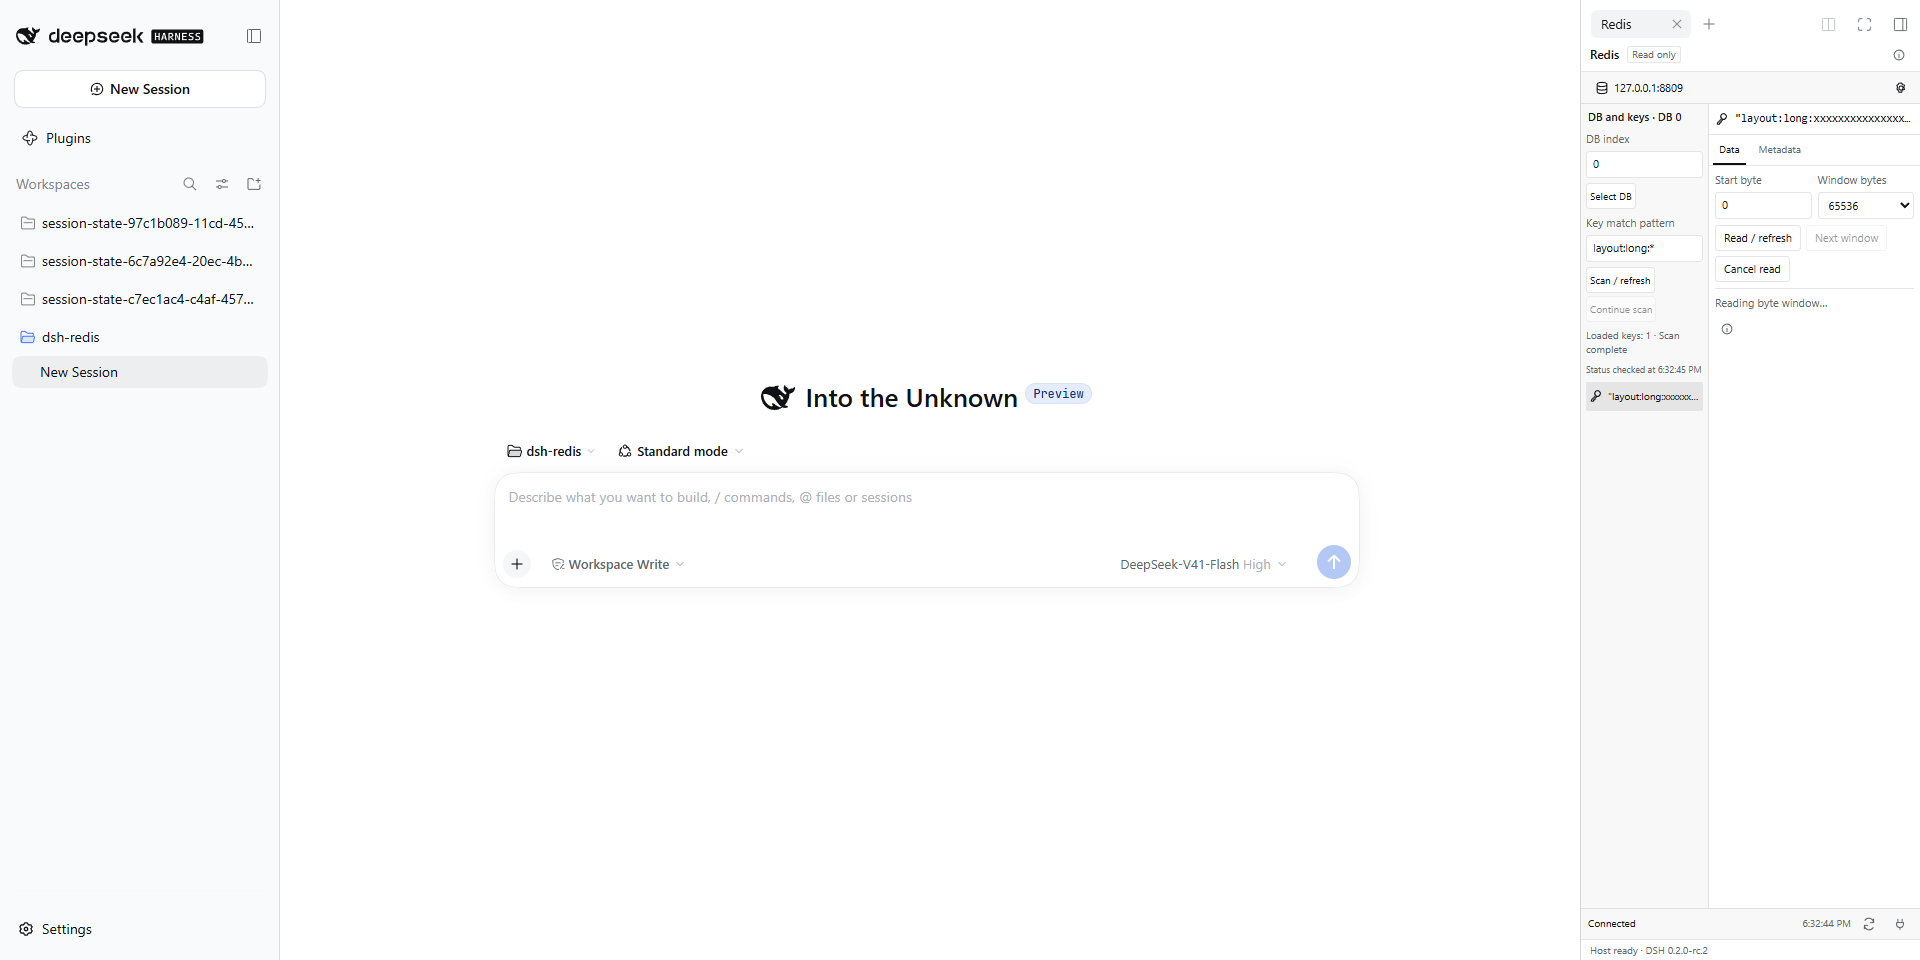 deepseek HARNESS
New Session
Plugins
Workspaces
session-state-97c1b089-11cd-45...
session-state-6c7a92e4-20ec-4b...
session-state-c7ec1ac4-c4af-457...
dsh-redis
New Session
Settings
Into the Unknown Preview
dsh-redis Standard mode
Describe what you want to build, / commands, @ files or sessions
Workspace Write DeepSeek-V41-Flash High
Redis
Redis Read only
127.0.0.1:8809
DB and keys · DB 0
DB index
0
Select DB
Key match pattern
layout:long:*
Scan / refresh
Continue scan
Loaded keys: 1 · Scan
complete
Status checked at 6:32:45 PM
"layout:long:xxxxxx...
"layout:long:xxxxxxxxxxxxxxx...
Data Metadata
Start byte Window bytes
0 65536
Read / refresh Next window
Cancel read
Reading byte window...
Connected 6:32:44 PM
Host ready · DSH 0.2.0-rc.2